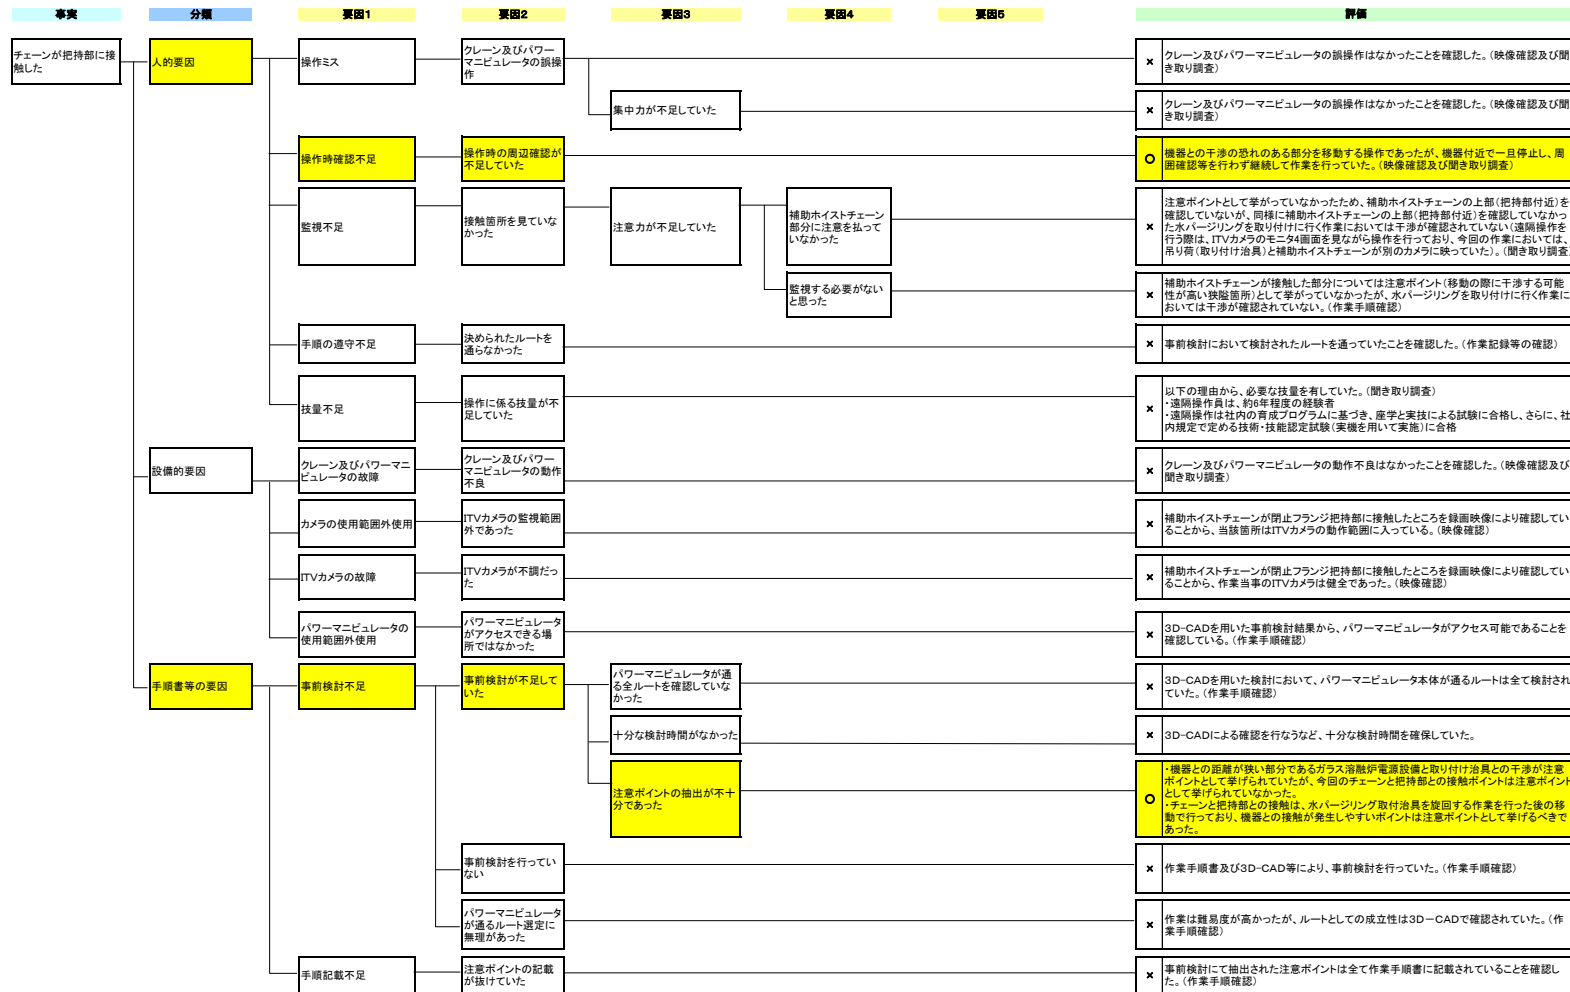 事実
分類
要因1
要因2
要因3
要因4
要因5
評価
チェーンが把持部に接
触した
人的要因
操作ミス
クレーン及びパワー
マニピュレータの誤操
作
×
クレーン及びパワーマニピュレータの誤操作はなかったことを確認した。(映像確認及び聞
き取り調査)
集中力が不足していた
×
クレーン及びパワーマニピュレータの誤操作はなかったことを確認した。(映像確認及び聞
き取り調査)
操作時確認不足
操作時の周辺確認が
不足していた
○
機器との干渉の恐れのある部分を移動する操作であったが、機器付近で一旦停止し、周
囲確認等を行わず継続して作業を行っていた。(映像確認及び聞き取り調査)
監視不足
接触箇所を見ていな
かった
注意力が不足していた
補助ホイストチェーン
部分に注意を払って
いなかった
×
注意ポイントとして挙がっていなかったため、補助ホイストチェーンの上部(把持部付近)を
確認していないが、同様に補助ホイストチェーンの上部(把持部付近)を確認していなかっ
た水パージリングを取り付けに行く作業においては干渉が確認されていない(遠隔操作を
行う際は、ITVカメラのモニタ4画面を見ながら操作を行っており、今回の作業においては、
吊り荷(取り付け治具)と補助ホイストチェーンが別のカメラに映っていた)。(聞き取り調査
監視する必要がない
と思った
×
補助ホイストチェーンが接触した部分については注意ポイント(移動の際に干渉する可能
性が高い狭隘箇所)として挙がっていなかったが、水パージリングを取り付けに行く作業に
おいては干渉が確認されていない。(作業手順確認)
手順の遵守不足
決められたルートを
通らなかった
×
事前検討において検討されたルートを通っていたことを確認した。(作業記録等の確認)
技量不足
操作に係る技量が不
足していた
×
以下の理由から、必要な技量を有していた。(聞き取り調査)
・遠隔操作員は、約6年程度の経験者
・遠隔操作は社内の育成プログラムに基づき、座学と実技による試験に合格し、さらに、社
内規定で定める技術・技能認定試験(実機を用いて実施)に合格
設備的要因
クレーン及びパワーマニ
ピュレータの故障
クレーン及びパワー
マニピュレータの動作
不良
×
クレーン及びパワーマニピュレータの動作不良はなかったことを確認した。(映像確認及び
聞き取り調査)
カメラの使用範囲外使用
ITVカメラの監視範囲
外であった
×
補助ホイストチェーンが閉止フランジ把持部に接触したところを録画映像により確認してい
ることから、当該箇所はITVカメラの動作範囲に入っている。(映像確認)
ITVカメラの故障
ITVカメラが不調だっ
た
×
補助ホイストチェーンが閉止フランジ把持部に接触したところを録画映像により確認してい
ることから、作業当事のITVカメラは健全であった。(映像確認)
パワーマニピュレータの
使用範囲外使用
パワーマニピュレータ
がアクセスできる場
所ではなかった
×
3D-CADを用いた事前検討結果から、パワーマニピュレータがアクセス可能であることを
確認している。(作業手順確認)
手順書等の要因
事前検討不足
事前検討が不足して
いた
パワーマニピュレータが通
る全ルートを確認していな
かった
×
3D-CADを用いた検討において、パワーマニピュレータ本体が通るルートは全て検討され
ていた。(作業手順確認)
十分な検討時間がなかった
×
3D-CADによる確認を行なうなど、十分な検討時間を確保していた。
注意ポイントの抽出が不十
分であった
○
・機器との距離が狭い部分であるガラス溶融炉電源設備と取り付け治具との干渉が注意
ポイントとして挙げられていたが、今回のチェーンと把持部との接触ポイントは注意ポイント
として挙げられていなかった。
・チェーンと把持部との接触は、水パージリング取付治具を旋回する作業を行った後の移
動で行っており、機器との接触が発生しやすいポイントは注意ポイントとして挙げるべきで
あった。
事前検討を行ってい
ない
×
作業手順書及び3D-CAD等により、事前検討を行っていた。(作業手順確認)
パワーマニピュレータ
が通るルート選定に
無理があった
×
作業は難易度が高かったが、ルートとしての成立性は3D-CADで確認されていた。(作
業手順確認)
手順記載不足
注意ポイントの記載
が抜けていた
×
事前検討にて抽出された注意ポイントは全て作業手順書に記載されていることを確認し
た。(作業手順確認)